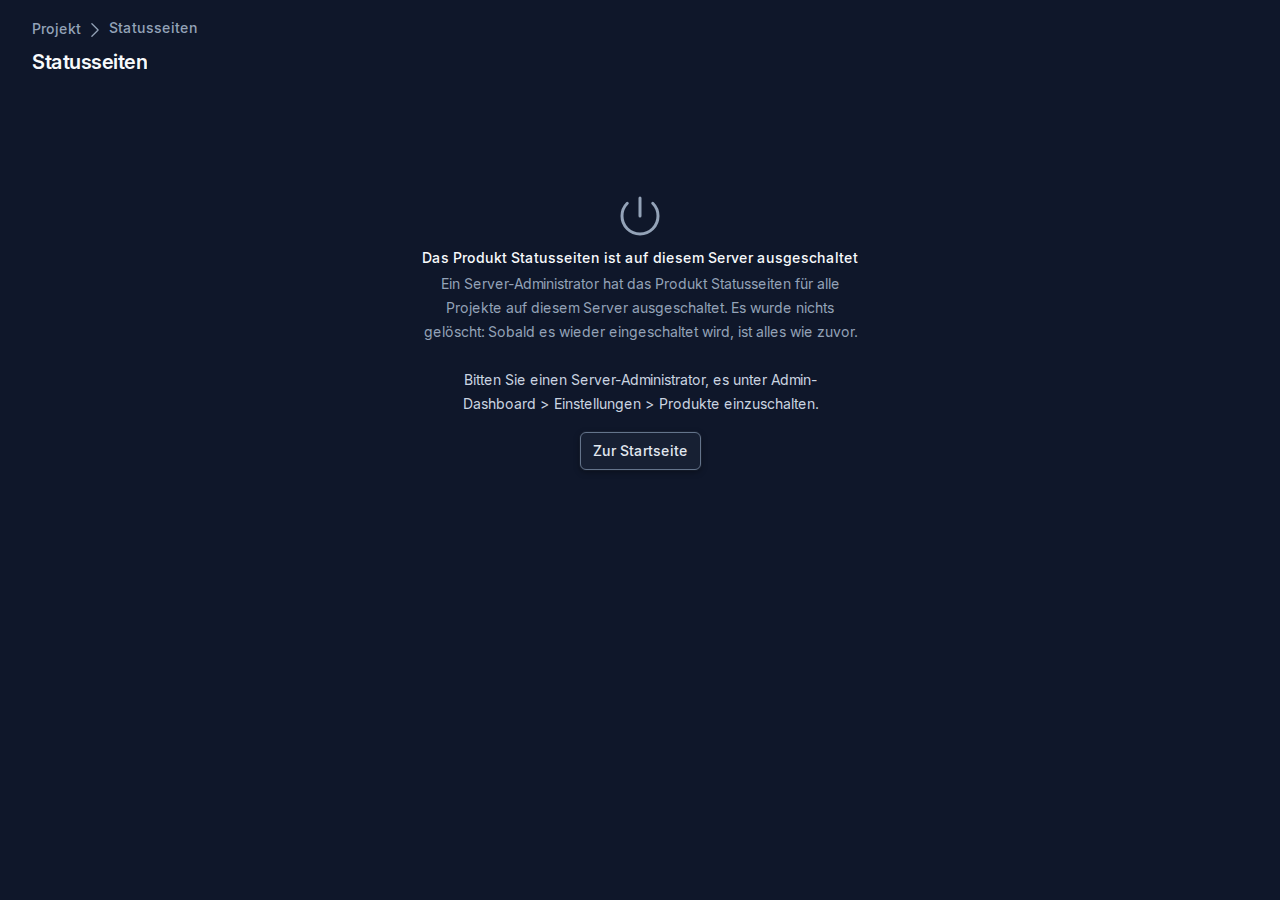 Projekt
Statusseiten
Statusseiten
Das Produkt Statusseiten ist auf diesem Server ausgeschaltet
Ein Server-Administrator hat das Produkt Statusseiten für alle
Projekte auf diesem Server ausgeschaltet. Es wurde nichts
gelöscht: Sobald es wieder eingeschaltet wird, ist alles wie zuvor.
Bitten Sie einen Server-Administrator, es unter Admin-
Dashboard > Einstellungen > Produkte einzuschalten.
Zur Startseite